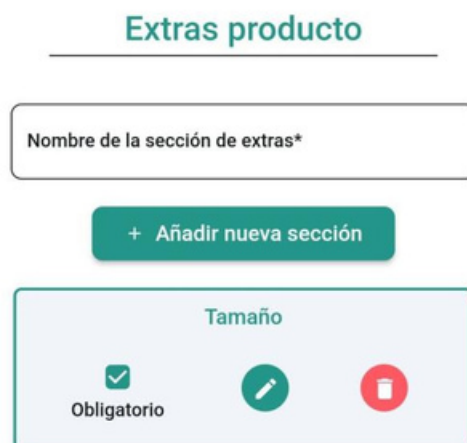 Extras producto
Nombre de la sección de extras*
+ Añadir nueva sección
Tamaño
Obligatorio